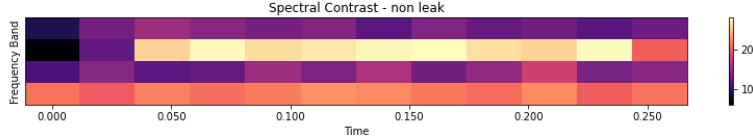 Spectral Contrast - non leak
Frequency Band
20
10
0.000 0.050 0.100 0.150 0.200 0.250
Time